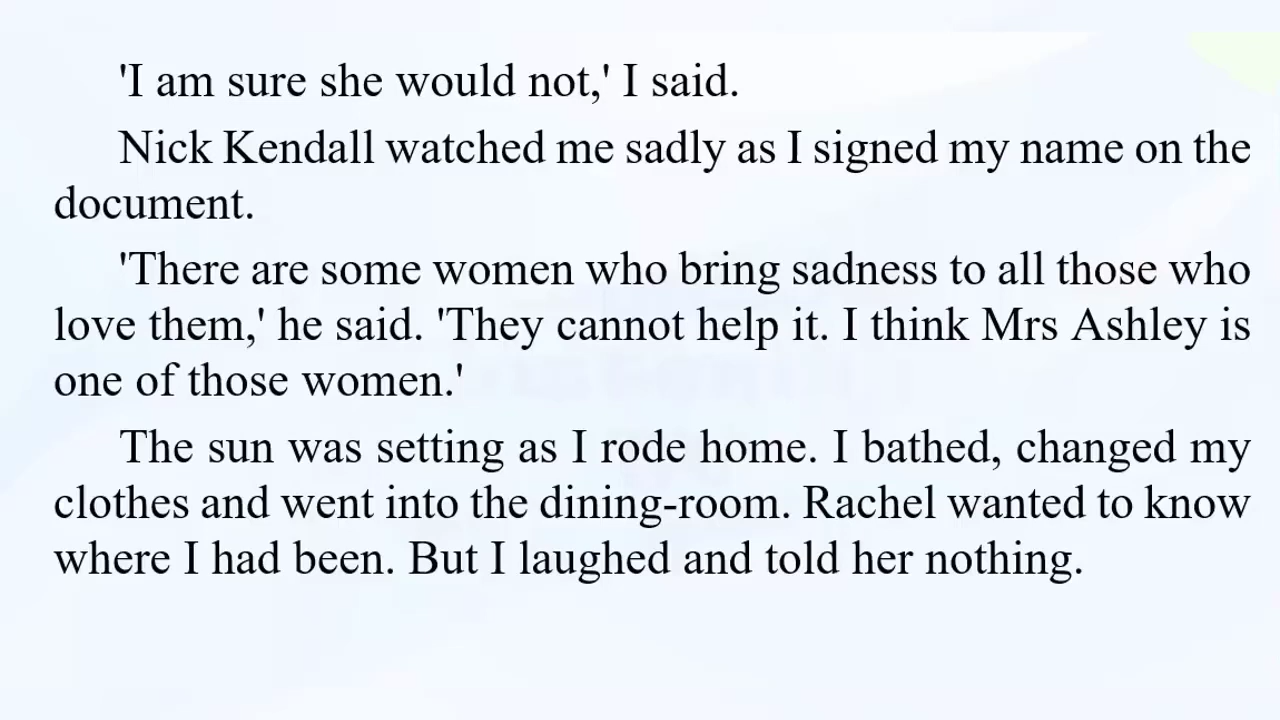 'I am sure she would not,' I said.
Nick Kendall watched me sadly as I signed my name on the
document.
'There are some women who bring sadness to all those who
love them,' he said. 'They cannot help it. I think Mrs Ashley is
one of those women.'
The sun was setting as I rode home. I bathed, changed my
clothes and went into the dining-room. Rachel wanted to know
where I had been. But I laughed and told her nothing.